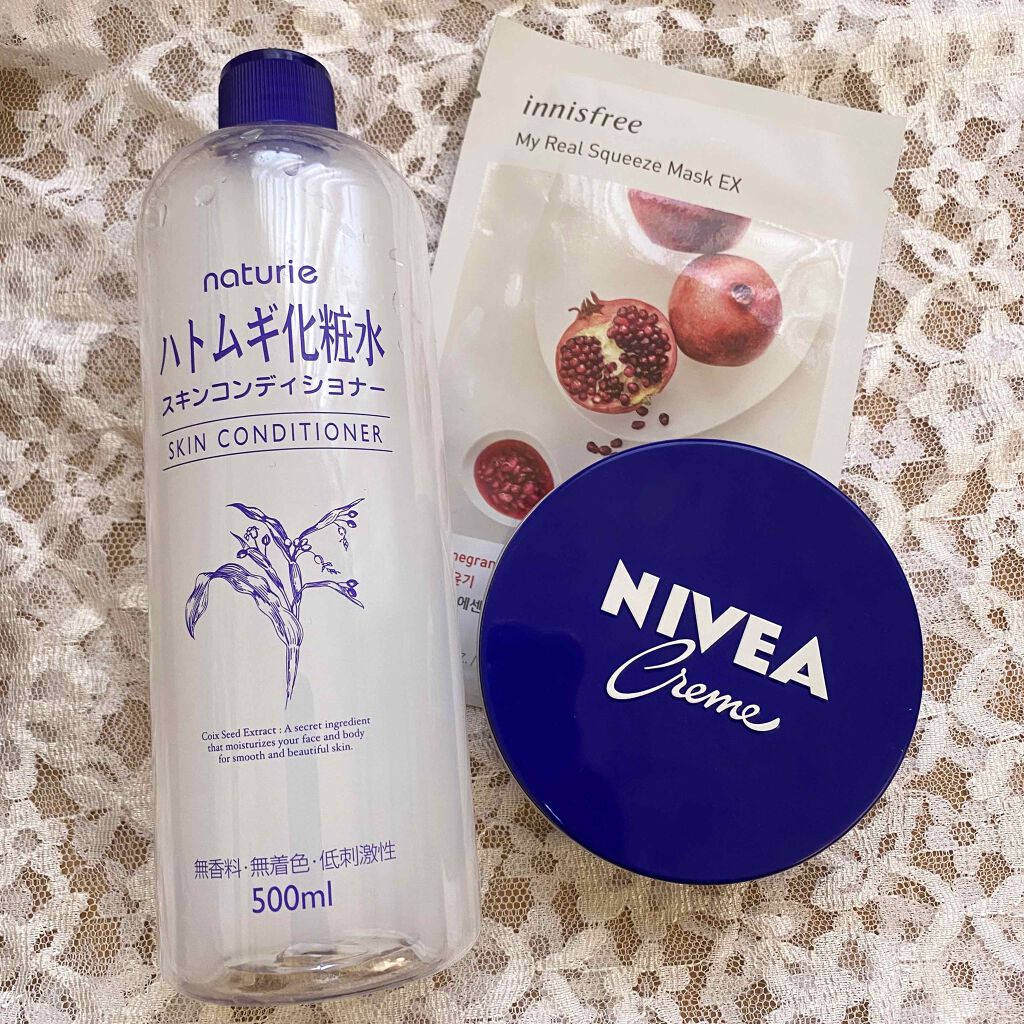 naturie
ハトムギ化粧水
スキンコンディショナー
SKIN CONDITIONER
Coix Seed Extract : A secret ingredient
that moisturizes your face and body
for smooth and beautiful skin.
無香料・無着色・低刺激性
500ml
innisfree
My Real Squeeze Mask EX
NIVEA
Creme